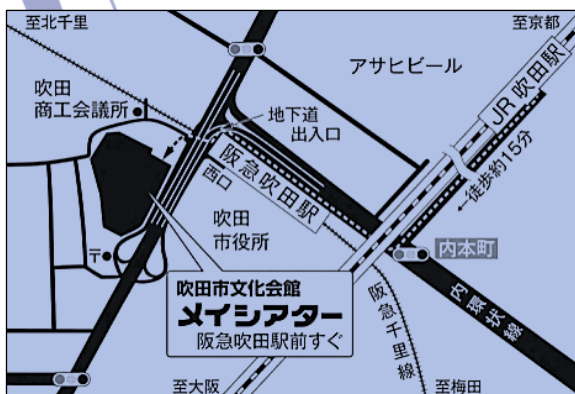 至北千里
至京都
アサヒビール
JR 吹田駅
吹田
商工会議所
地下道
出入口
←徒歩約15分
阪急吹田駅
西口
吹田
市役所
〒
内本町
吹田市文化会館
メイシアター
阪急吹田駅前すぐ
阪急千里線
内環状線
至大阪
至梅田